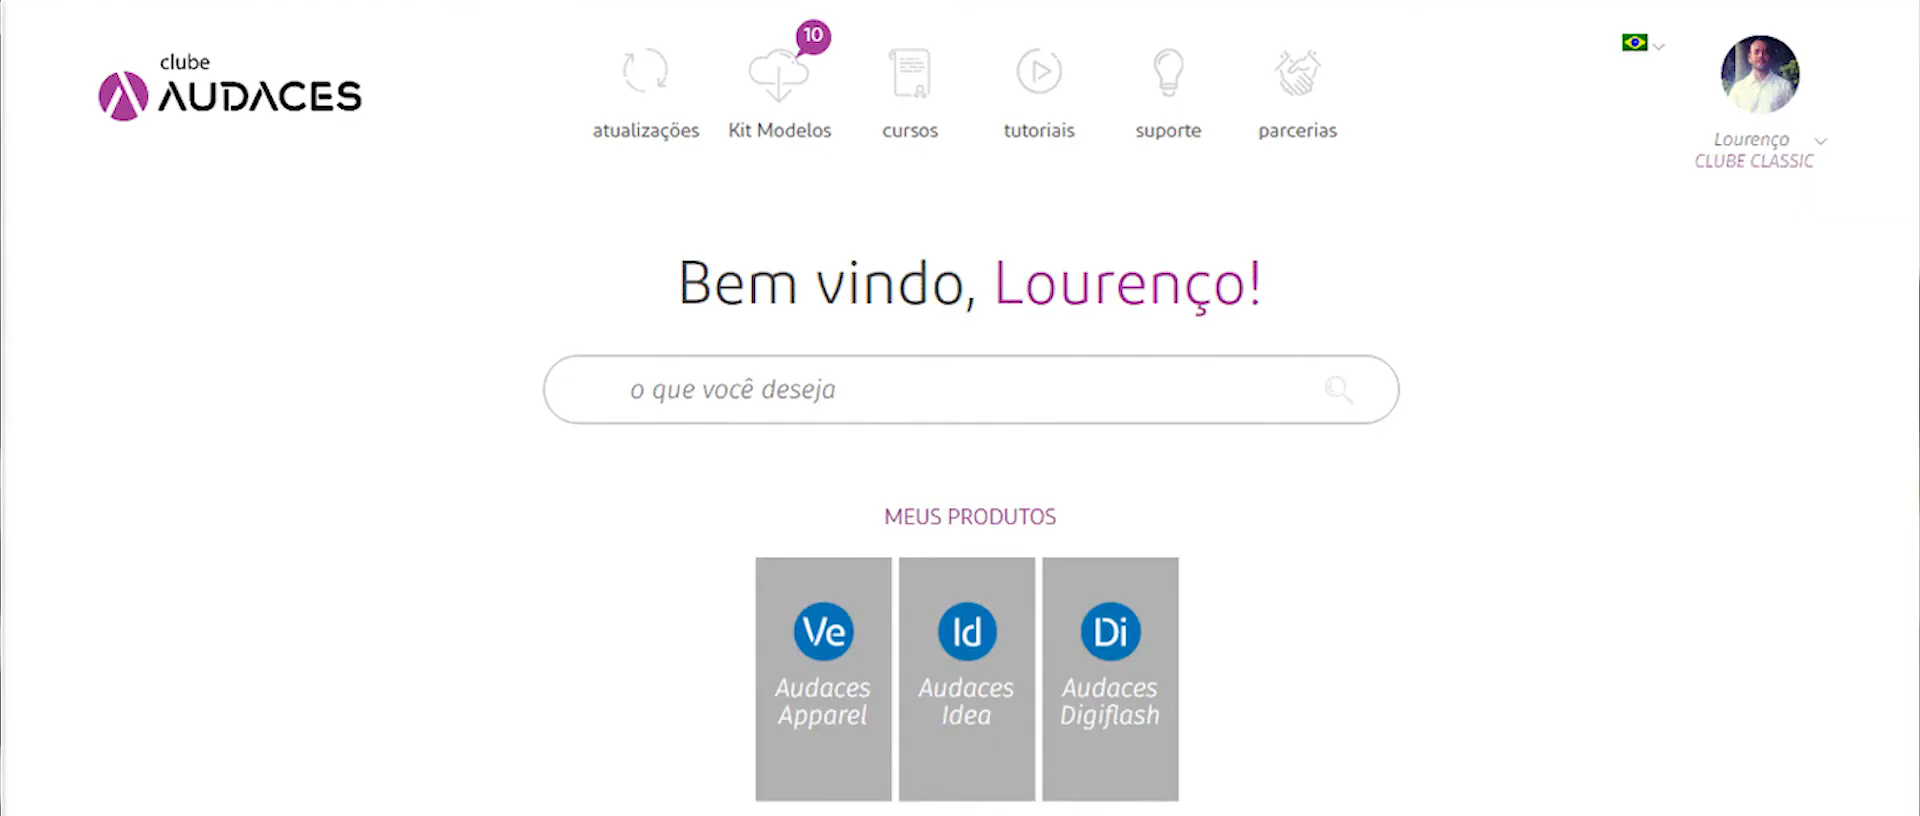 clube
AUDACES
10
atualizações
Kit Modelos
cursos
tutoriais
suporte
parcerias
Lourenço
CLUBE CLASSIC
Bem vindo, Lourenço!
o que você deseja
MEUS PRODUTOS
Ve
Audaces
Apparel
Id
Audaces
Idea
Di
Audaces
Digiflash